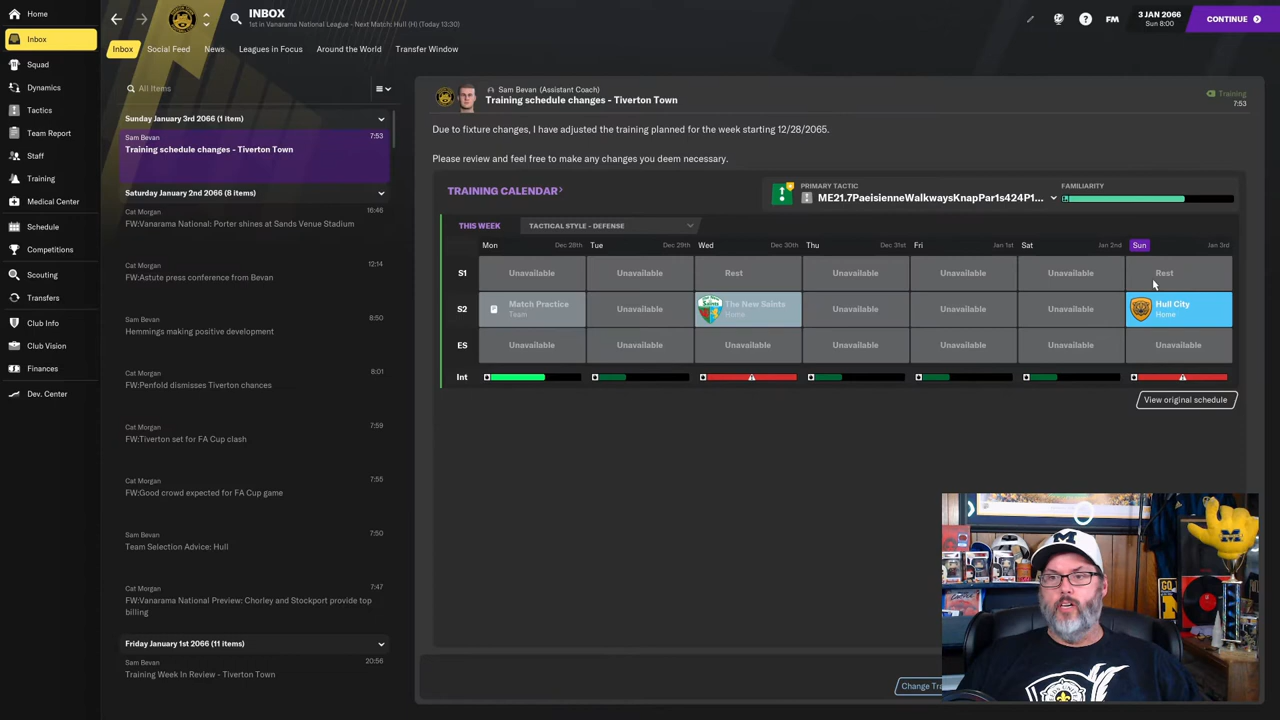 INBOX
1st in Vanarama National League - Next Match: Hull (H) (Today 13:30)
FM
3 JAN 2066
Sun 8:00
CONTINUE
Home
Inbox
Squad
Dynamics
Tactics
Team Report
Staff
Training
Medical Center
Schedule
Competitions
Scouting
Transfers
Club Info
Club Vision
Finances
Dev. Center
Inbox
Social Feed
News
Leagues in Focus
Around the World
Transfer Window
All Items
Sunday January 3rd 2066 (1 item)
Sam Bevan 7:53
Training schedule changes - Tiverton Town
Saturday January 2nd 2066 (8 items)
Cat Morgan 16:46
FW:Vanarama National: Porter shines at Sands Venue Stadium
Cat Morgan 12:14
FW:Astute press conference from Bevan
Sam Bevan 8:50
Hemmings making positive development
Cat Morgan 8:01
FW:Penfold dismisses Tiverton chances
Cat Morgan 7:59
FW:Tiverton set for FA Cup clash
Cat Morgan 7:55
FW:Good crowd expected for FA Cup game
Sam Bevan 7:50
Team Selection Advice: Hull
Cat Morgan 7:47
FW:Vanarama National Preview: Chorley and Stockport provide top
billing
Friday January 1st 2066 (11 items)
Sam Bevan 20:56
Training Week In Review - Tiverton Town
Sam Bevan (Assistant Coach)
Training schedule changes - Tiverton Town
Training
7:53
Due to fixture changes, I have adjusted the training planned for the week starting 12/28/2065.
Please review and feel free to make any changes you deem necessary.
TRAINING CALENDAR
PRIMARY TACTIC
ME21.7PaeisienneWalkwaysKnapPar1s424P1...
FAMILIARITY
THIS WEEK
TACTICAL STYLE - DEFENSE
Mon Dec 28th Tue Dec 29th Wed Dec 30th Thu Dec 31st Fri Jan 1st Sat Jan 2nd Sun Jan 3rd
S1 Unavailable Unavailable Rest Unavailable Unavailable Unavailable Rest
S2 Match Practice Unavailable The New Saints Unavailable Unavailable Unavailable Hull City
Team Home Home
ES Unavailable Unavailable Unavailable Unavailable Unavailable Unavailable Unavailable
Int
View original schedule
Change Tra